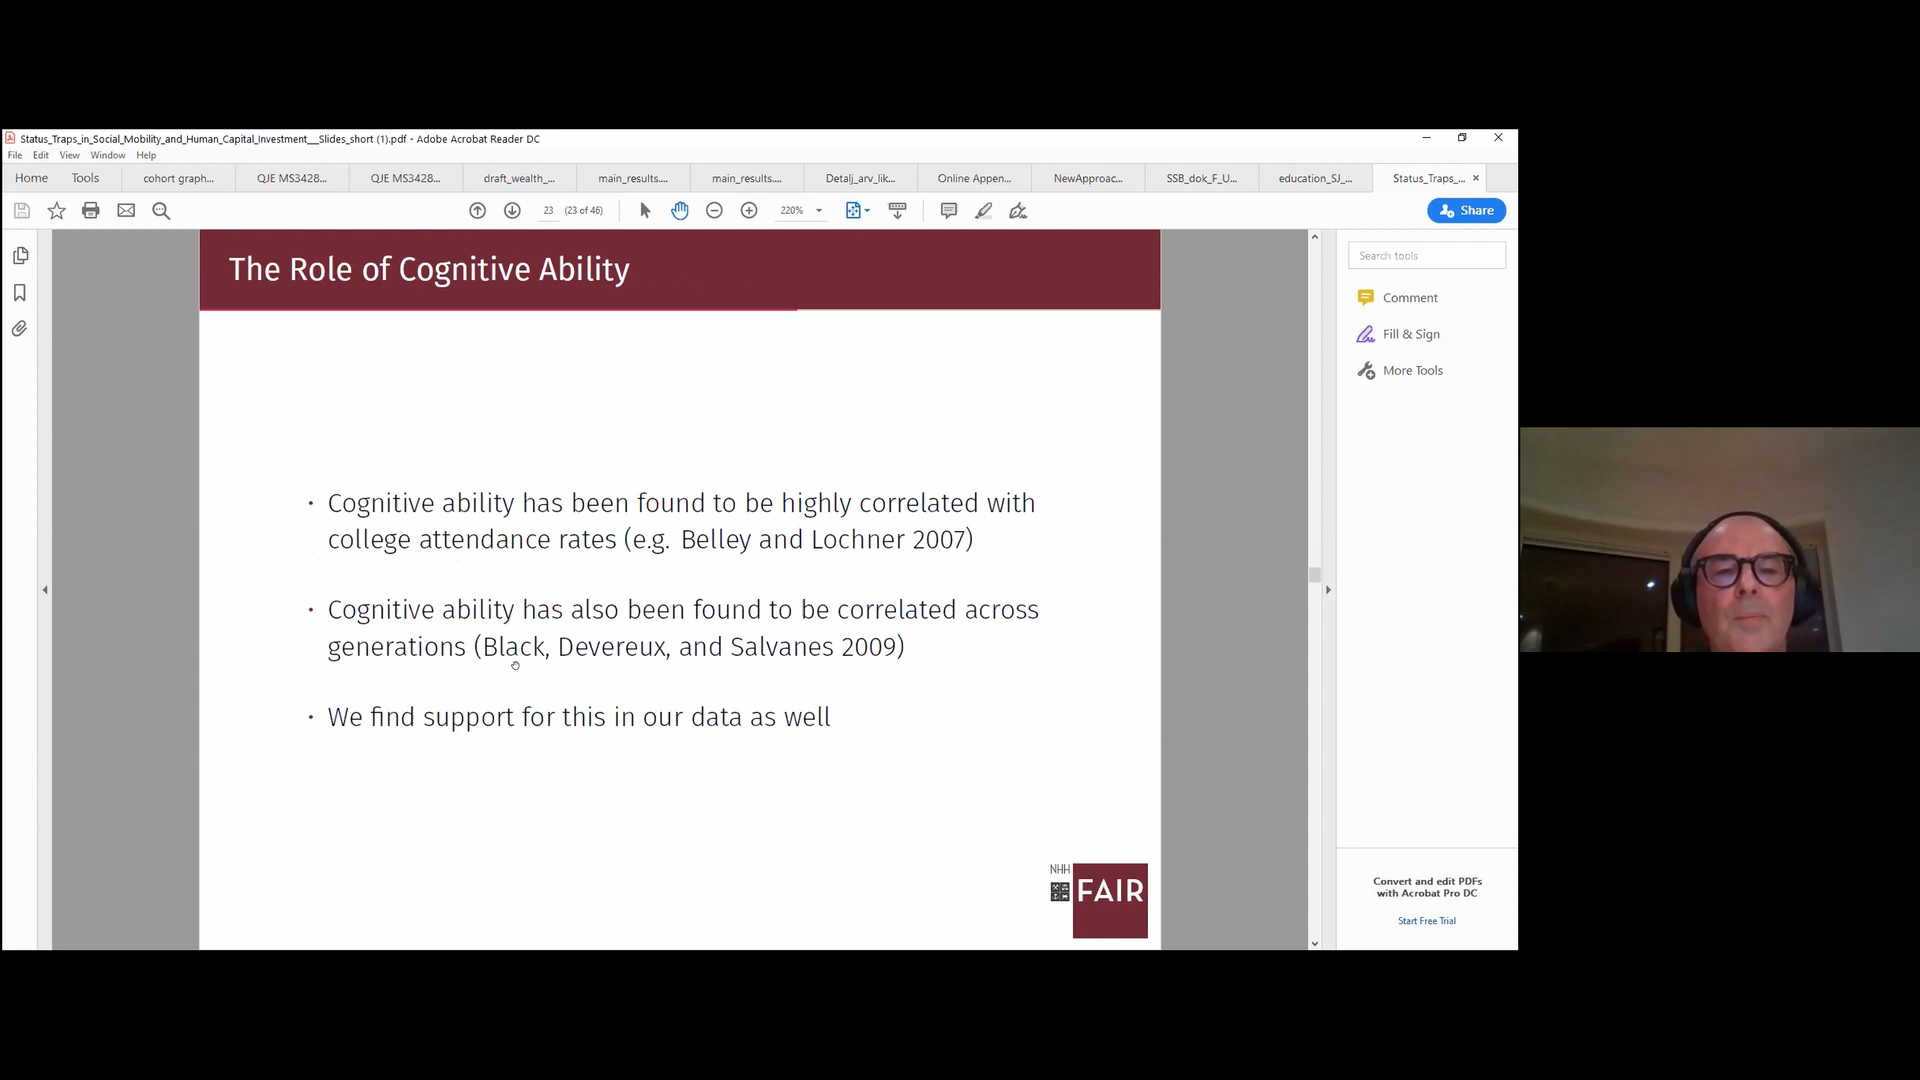 Status_Traps_in_Social_Mobility_and_Human_Capital_Investment__Slides_short (1).pdf - Adobe Acrobat Reader DC
File Edit View Window Help
Home Tools cohort graph... QJE MS3428... QJE MS3428... draft_wealth_... main_results.... main_results.... Detalj_arv_lik... Online Appen... NewApproac... SSB_dok_F_U... education_SJ_... Status_Traps_...
23 (23 of 46) 220% Share
The Role of Cognitive Ability
Search tools
Comment
Fill & Sign
More Tools
• Cognitive ability has been found to be highly correlated with
college attendance rates (e.g. Belley and Lochner 2007)
• Cognitive ability has also been found to be correlated across
generations (Black, Devereux, and Salvanes 2009)
• We find support for this in our data as well
NHH
FAIR
Convert and edit PDFs
with Acrobat Pro DC
Start Free Trial